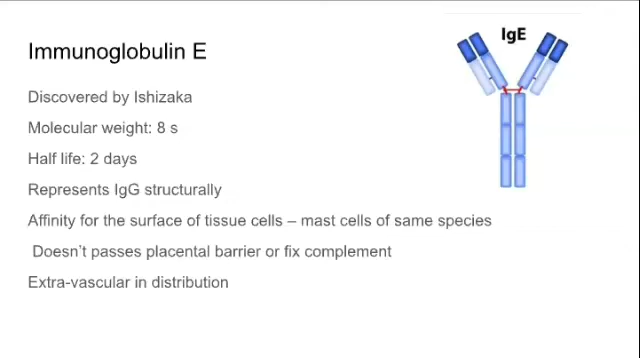 IgE
Immunoglobulin E
Discovered by Ishizaka
Molecular weight: 8 s
Half life: 2 days
Represents IgG structurally
Affinity for the surface of tissue cells – mast cells of same species
Doesn’t passes placental barrier or fix complement
Extra-vascular in distribution